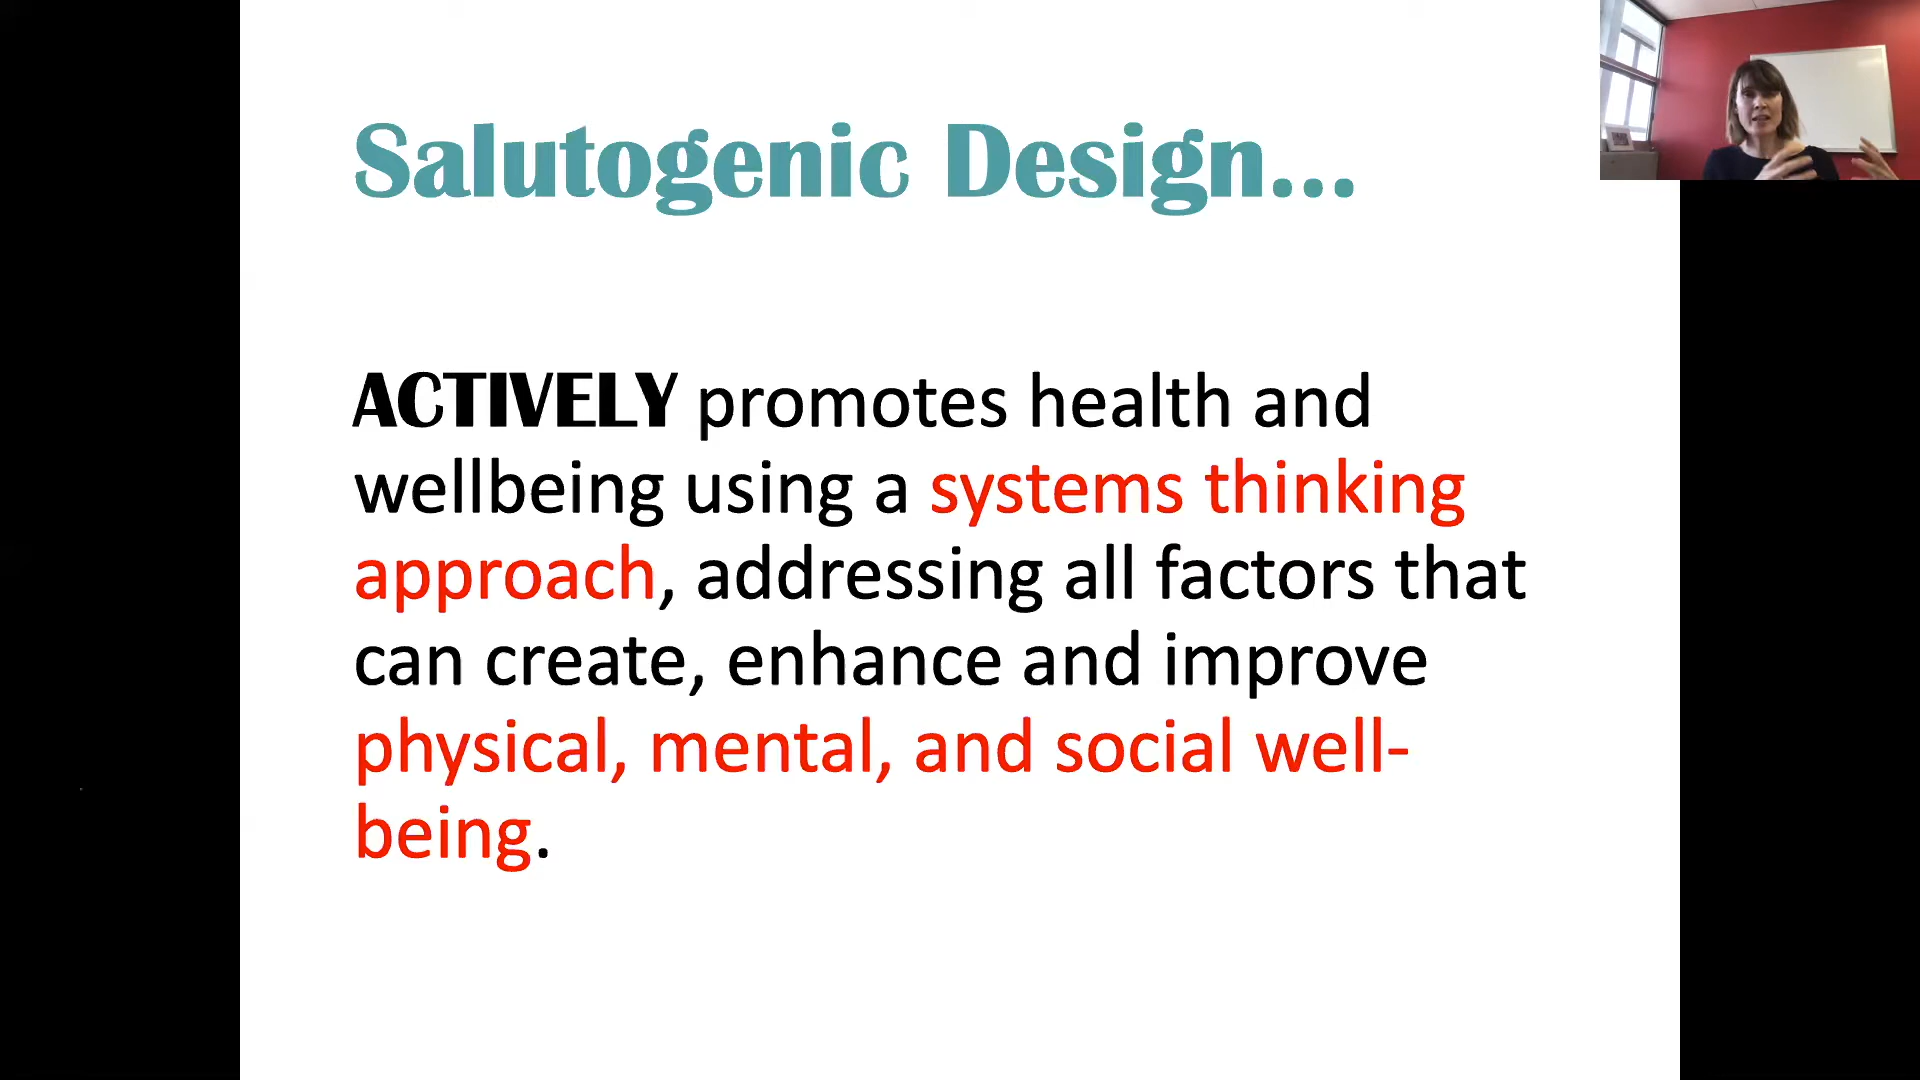 Salutogenic Design...
ACTIVELY promotes health and
wellbeing using a systems thinking
approach, addressing all factors that
can create, enhance and improve
physical, mental, and social well-
being.